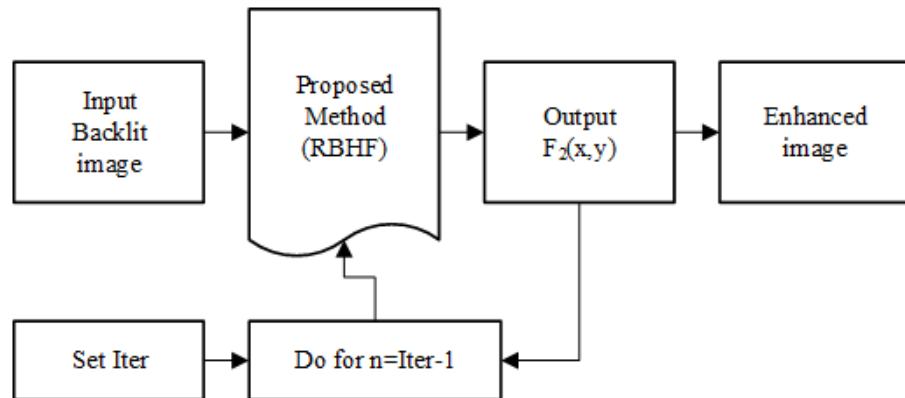 Input
Backlit
image
Proposed
Method
(RBHF)
Output
F₂(x,y)
Enhanced
image
Set Iter
Do for n=Iter-1